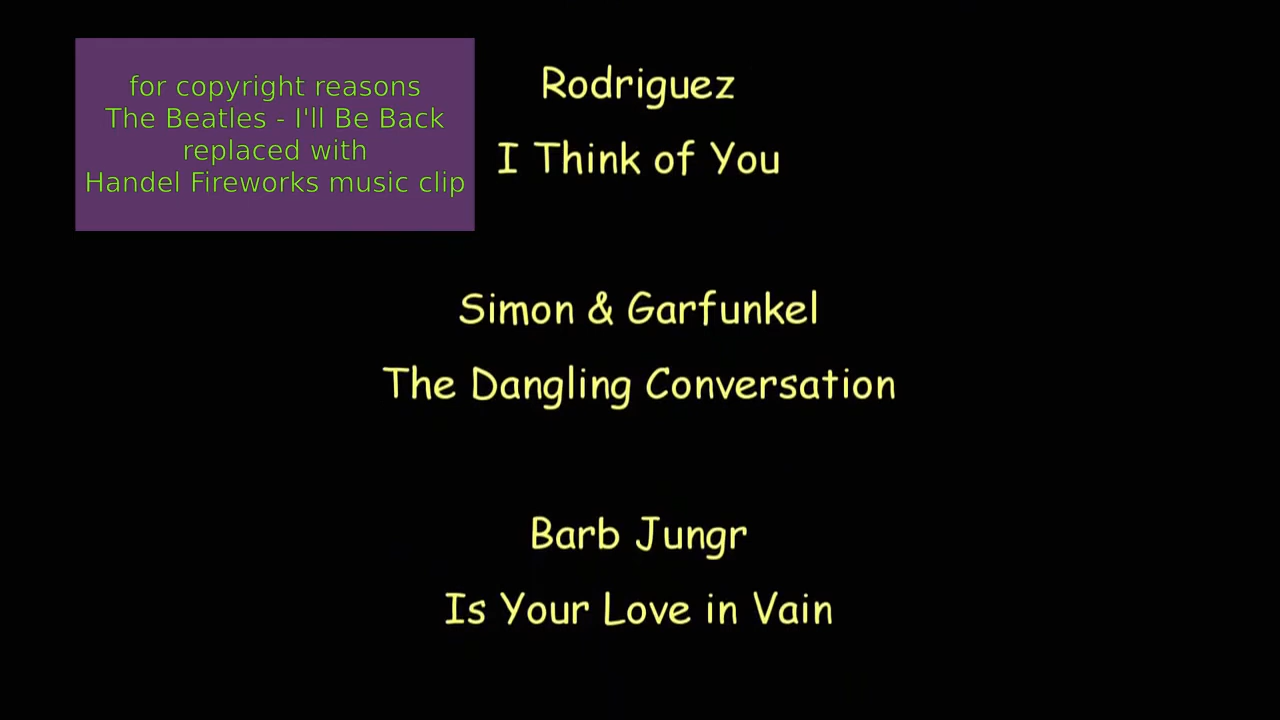 for copyright reasons
The Beatles - I'll Be Back
replaced with
Handel Fireworks music clip
Rodriguez
I Think of You
Simon & Garfunkel
The Dangling Conversation
Barb Jungr
Is Your Love in Vain